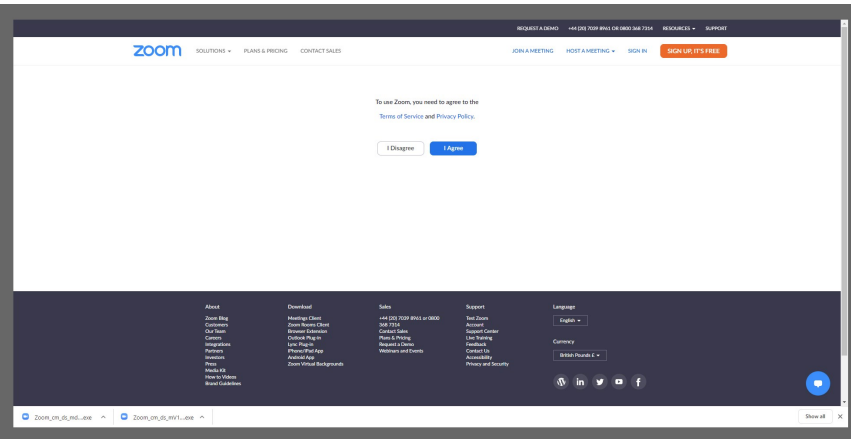 REQUEST A DEMO +44 (20) 7039 8961 OR 0800 368 7314 RESOURCES SUPPORT
zoom SOLUTIONS PLANS & PRICING CONTACT SALES JOIN A MEETING HOST A MEETING SIGN IN SIGN UP, IT'S FREE
To use Zoom, you need to agree to the
Terms of Service and Privacy Policy.
I Disagree I Agree
About
Zoom Blog
Customers
Our Team
Careers
Integrations
Partners
Investors
Press
Media Kit
How to Videos
Brand Guidelines
Download
Meetings Client
Zoom Rooms Client
Browser Extension
Outlook Plug-in
Lync Plug-in
iPhone/iPad App
Android App
Zoom Virtual Backgrounds
Sales
+44 (20) 7039 8961 or 0800
368 7314
Contact Sales
Plans & Pricing
Request a Demo
Webinars and Events
Support
Test Zoom
Account
Support Center
Live Training
Feedback
Contact Us
Accessibility
Privacy and Security
Language
English
Currency
British Pounds £
Zoom_cm_ds_md....exe Zoom_cm_ds_mV1....exe Show all